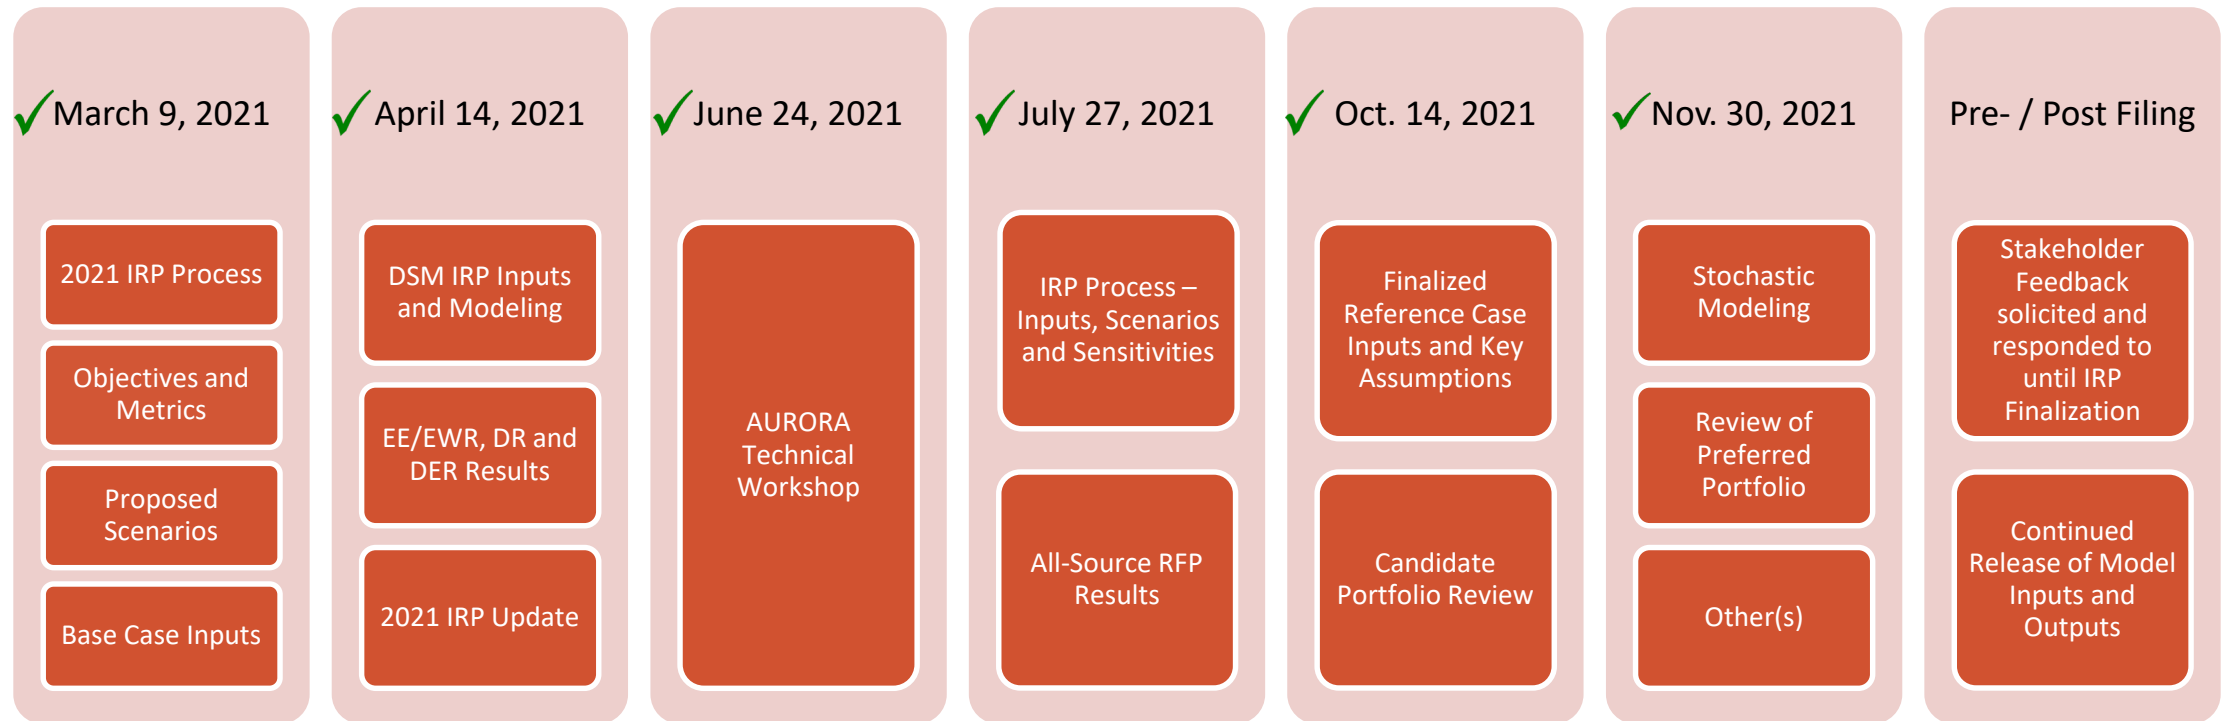 March 9, 2021
2021 IRP Process
Objectives and
Metrics
Proposed
Scenarios
Base Case Inputs
April 14, 2021
DSM IRP Inputs
and Modeling
EE/EWR, DR and
DER Results
2021 IRP Update
June 24, 2021
AURORA
Technical
Workshop
July 27, 2021
IRP Process –
Inputs, Scenarios
and Sensitivities
All-Source RFP
Results
Oct. 14, 2021
Finalized
Reference Case
Inputs and Key
Assumptions
Candidate
Portfolio Review
Nov. 30, 2021
Stochastic
Modeling
Review of
Preferred
Portfolio
Other(s)
Pre- / Post Filing
Stakeholder
Feedback
solicited and
responded to
until IRP
Finalization
Continued
Release of Model
Inputs and
Outputs